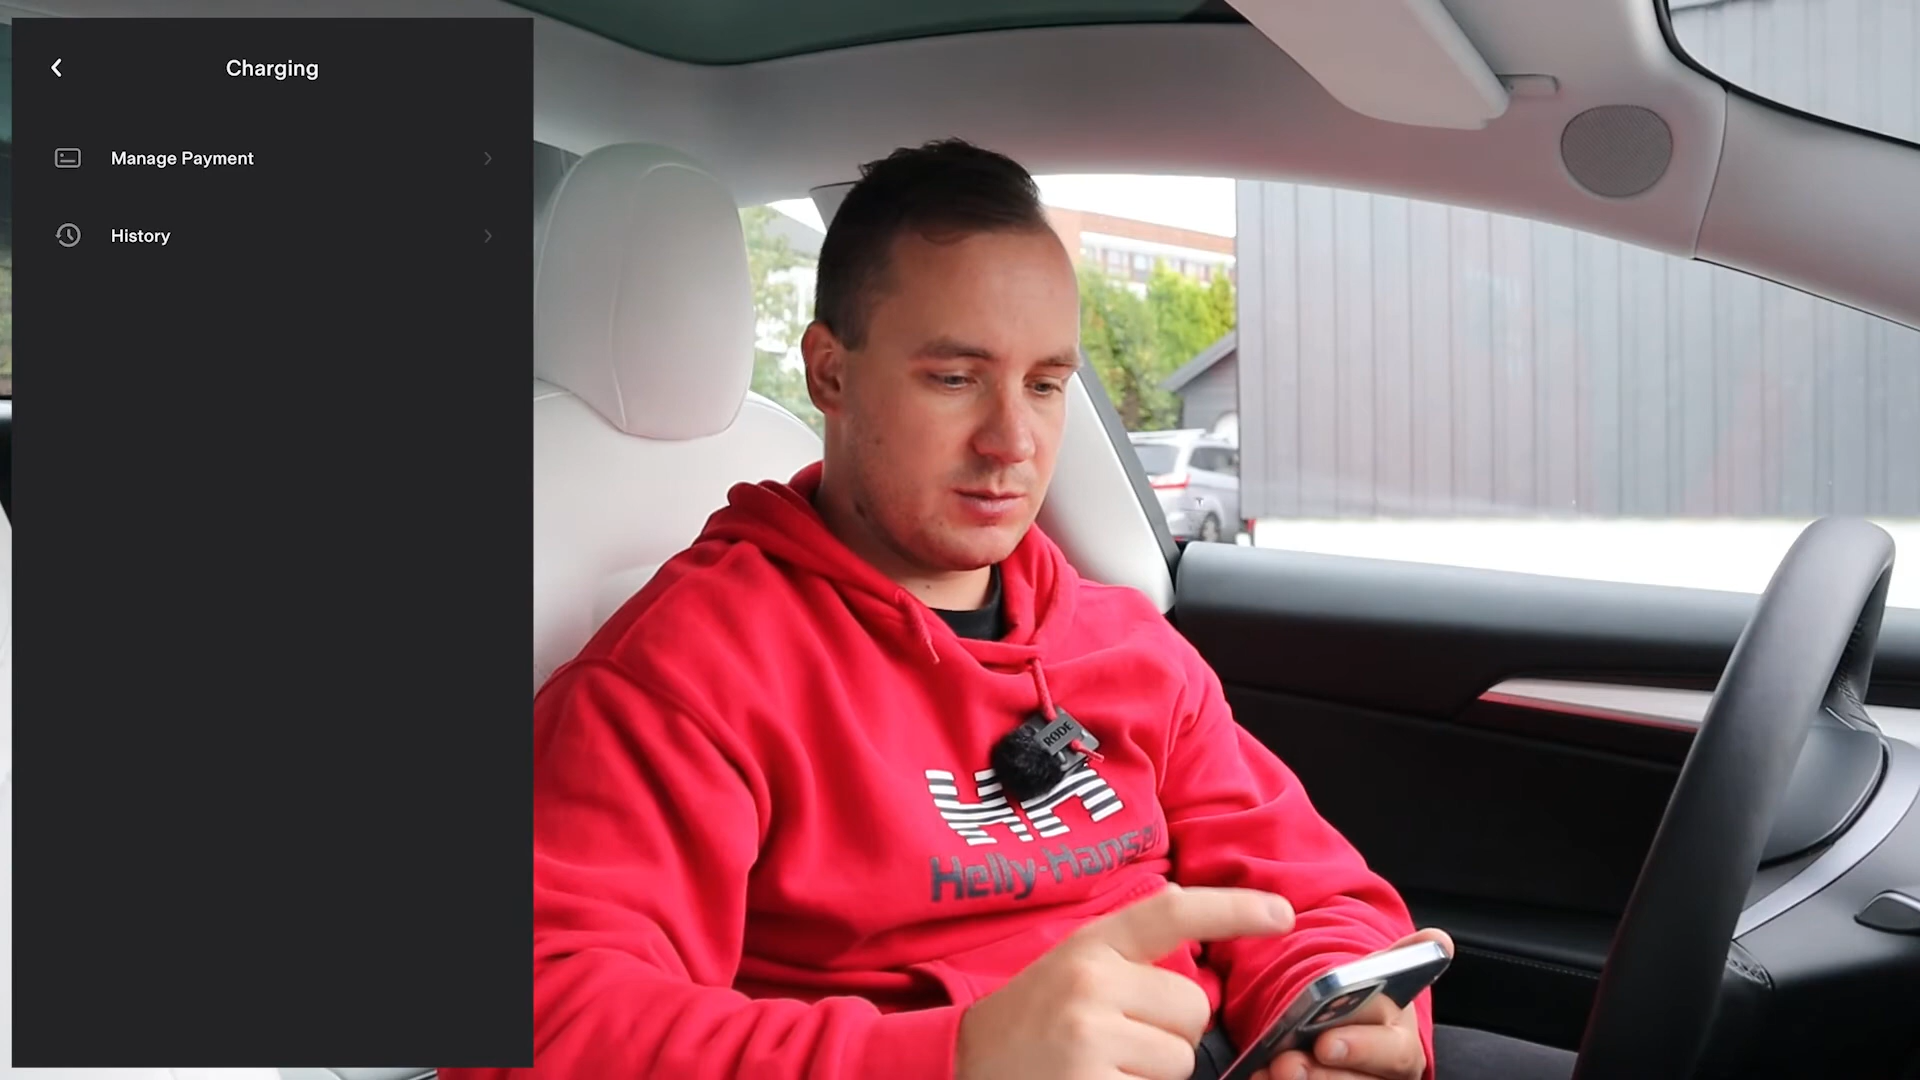 Charging
Manage Payment
History
RØDE
HH
Helly-Hansen